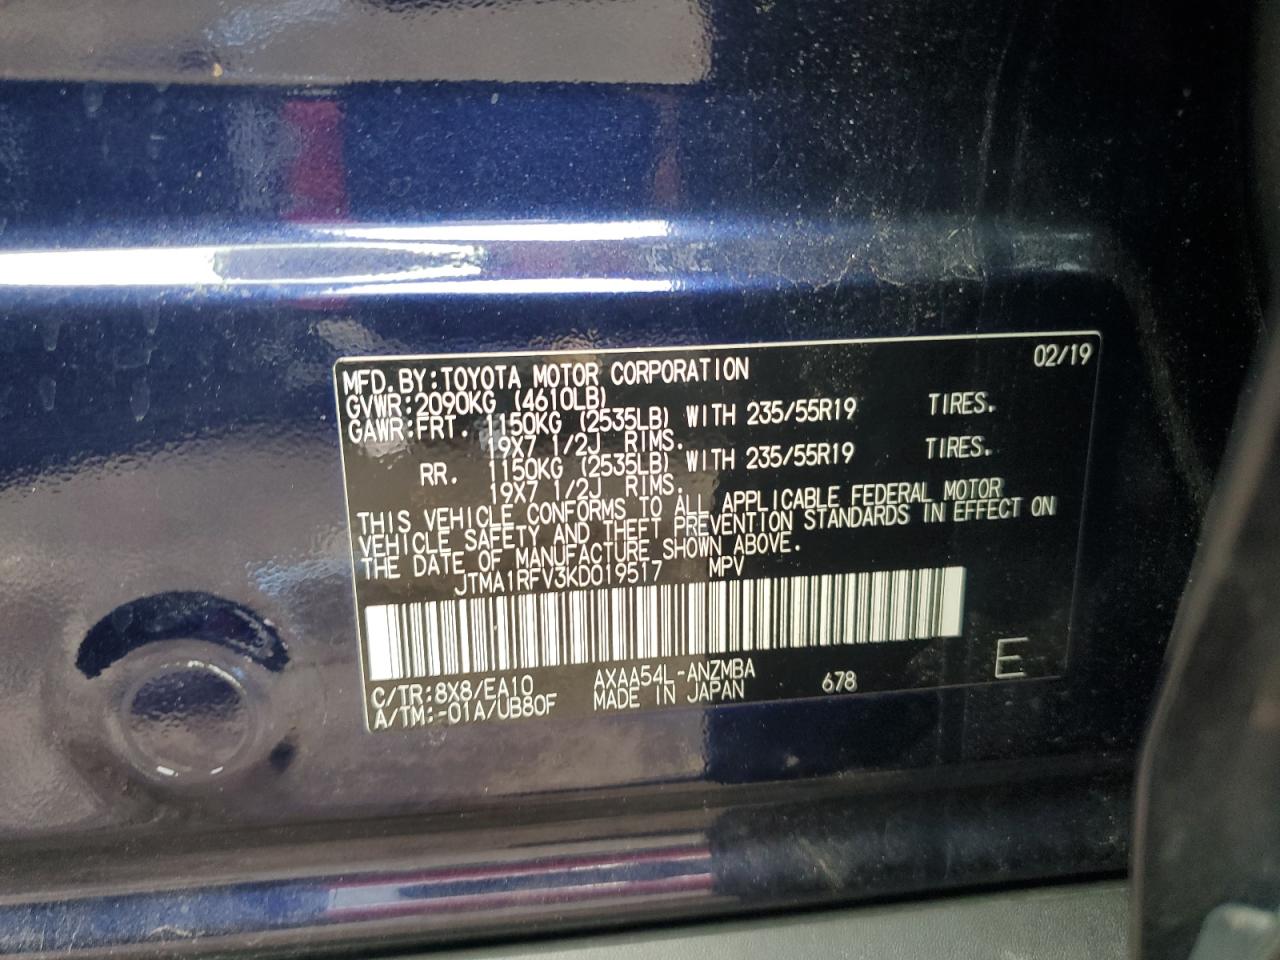 02/19
MFD.BY:TOYOTA MOTOR CORPORATION
GVWR:2090KG (4610LB)
GAWR:FRT. 1150KG (2535LB) WITH 235/55R19 TIRES.
19X7 1/2J RIMS.
RR. 1150KG (2535LB) WITH 235/55R19 TIRES.
19X7 1/2J RIMS.
THIS VEHICLE CONFORMS TO ALL APPLICABLE FEDERAL MOTOR
VEHICLE SAFETY AND THEFT PREVENTION STANDARDS IN EFFECT ON
THE DATE OF MANUFACTURE SHOWN ABOVE.
JTMA1RFV3KD019517 MPV
C/TR:8X8/EA10 AXAA54L-ANZMBA 678 E
A/TM:-01A/UB80F MADE IN JAPAN